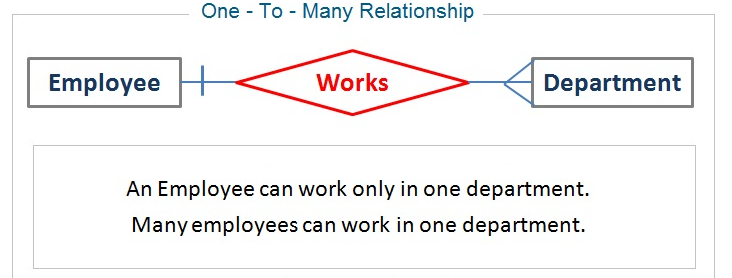 One - To - Many Relationship
Employee
Works
Department
An Employee can work only in one department.
Many employees can work in one department.